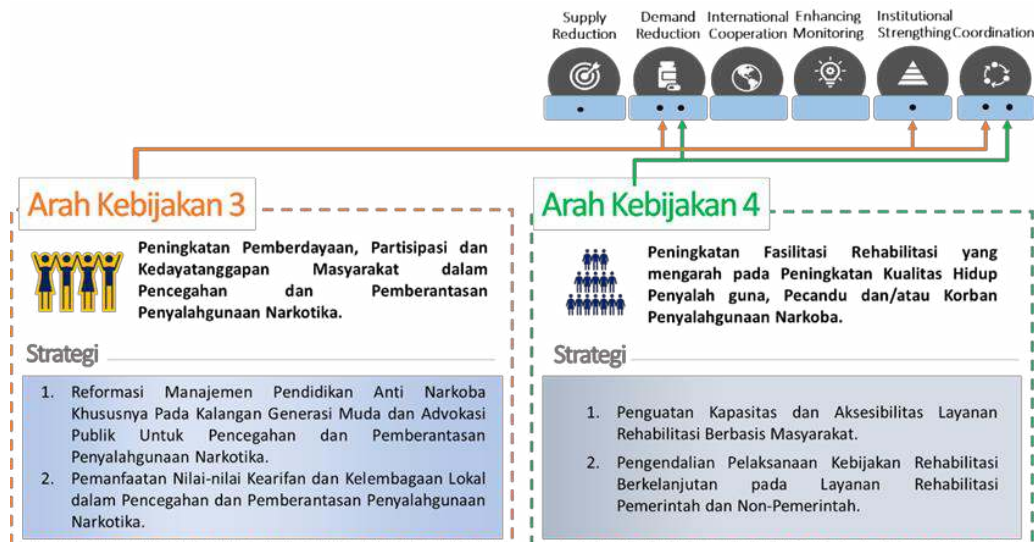 Supply
Reduction
Demand
Reduction
International
Cooperation
Enhancing
Monitoring
Institutional
Strengthing
Coordination
Arah Kebijakan 3
Peningkatan Pemberdayaan, Partisipasi dan
Kedayatanggapan Masyarakat dalam
Pencegahan dan Pemberantasan
Penyalahgunaan Narkotika.
Strategi
1. Reformasi Manajemen Pendidikan Anti Narkoba
Khususnya Pada Kalangan Generasi Muda dan Advokasi
Publik Untuk Pencegahan dan Pemberantasan
Penyalahgunaan Narkotika.
2. Pemanfaatan Nilai-nilai Kearifan dan Kelembagaan Lokal
dalam Pencegahan dan Pemberantasan Penyalahgunaan
Narkotika.
Arah Kebijakan 4
Peningkatan Fasilitasi Rehabilitasi yang
mengarah pada Peningkatan Kualitas Hidup
Penyalah guna, Pecandu dan/atau Korban
Penyalahgunaan Narkoba.
Strategi
1. Penguatan Kapasitas dan Aksesibilitas Layanan
Rehabilitasi Berbasis Masyarakat.
2. Pengendalian Pelaksanaan Kebijakan Rehabilitasi
Berkelanjutan pada Layanan Rehabilitasi
Pemerintah dan Non-Pemerintah.